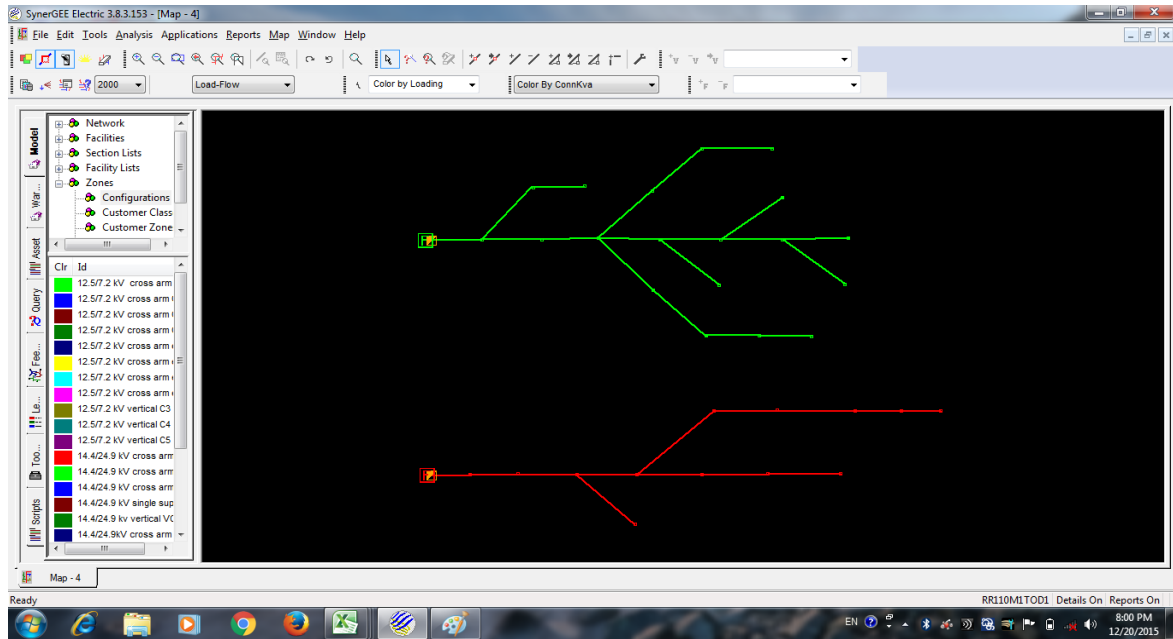 SynerGEE Electric 3.8.3.153 - [Map - 4]
File Edit Tools Analysis Applications Reports Map Window Help
2000 Load-Flow Color by Loading Color By ConnKva
Model
War...
Asset
Query
Fee...
Le...
Too...
Scripts
Network
Facilities
Section Lists
Facility Lists
Zones
Configurations
Customer Class
Customer Zone
Clr Id
12.5/7.2 kV cross arm
12.5/7.2 kV cross arm
12.5/7.2 kV cross arm
12.5/7.2 kV cross arm
12.5/7.2 kV cross arm
12.5/7.2 kV cross arm
12.5/7.2 kV cross arm
12.5/7.2 kV cross arm
12.5/7.2 kV vertical C3
12.5/7.2 kV vertical C4
12.5/7.2 kV vertical C5
14.4/24.9 kV cross arm
14.4/24.9 kV cross arm
14.4/24.9 kV cross arm
14.4/24.9 kV single sup
14.4/24.9 kv vertical VC
14.4/24.9kV cross arm
Map - 4
Ready RR110M1TOD1 Details On Reports On
EN 8:00 PM
12/20/2015